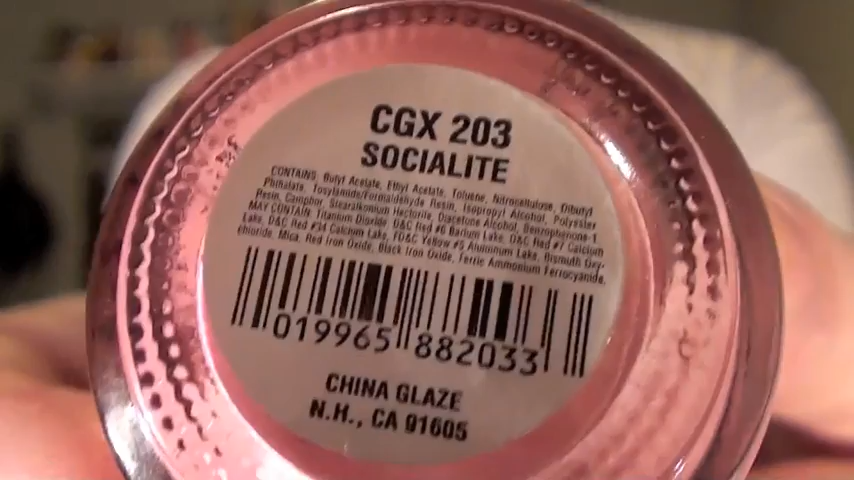 CGX 203
SOCIALITE
CONTAINS: Butyl Acetate, Ethyl Acetate, Toluene, Nitrocellulose, Dibutyl
Phthalate, Tosylamide/Formaldehyde Resin, Isopropyl Alcohol, Polyester
Resin, Camphor, Stearalkonium Hectorite, Diacetone Alcohol, Benzophenone-1.
MAY CONTAIN: Titanium Dioxide, D&C Red #6 Barium Lake, D&C Red #7 Calcium
Lake, D&C Red #34 Calcium Lake, FD&C Yellow #5 Aluminum Lake, Bismuth Oxy-
chloride, Mica, Red Iron Oxide, Black Iron Oxide, Ferric Ammonium Ferrocyanide.
019965 882033
CHINA GLAZE
N.H., CA 91605